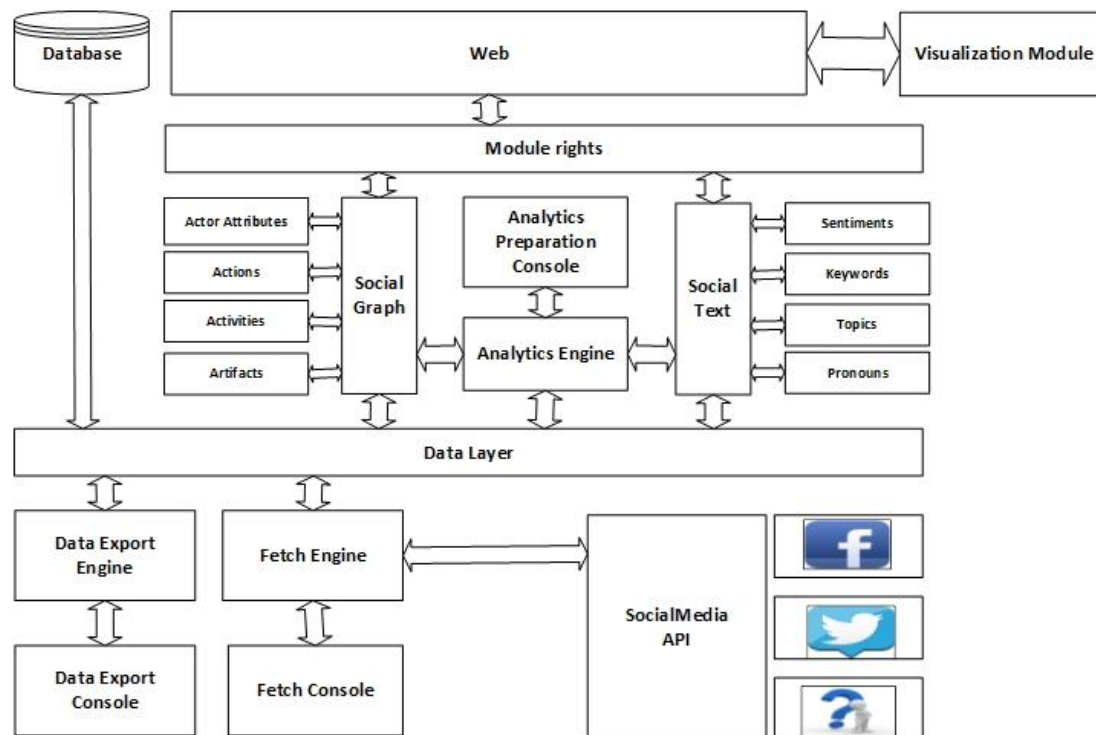 Database
Web
Visualization Module
Module rights
Actor Attributes
Actions
Activities
Artifacts
Social
Graph
Analytics
Preparation
Console
Analytics Engine
Social
Text
Sentiments
Keywords
Topics
Pronouns
Data Layer
Data Export
Engine
Fetch Engine
SocialMedia
API
f
Data Export
Console
Fetch Console
?